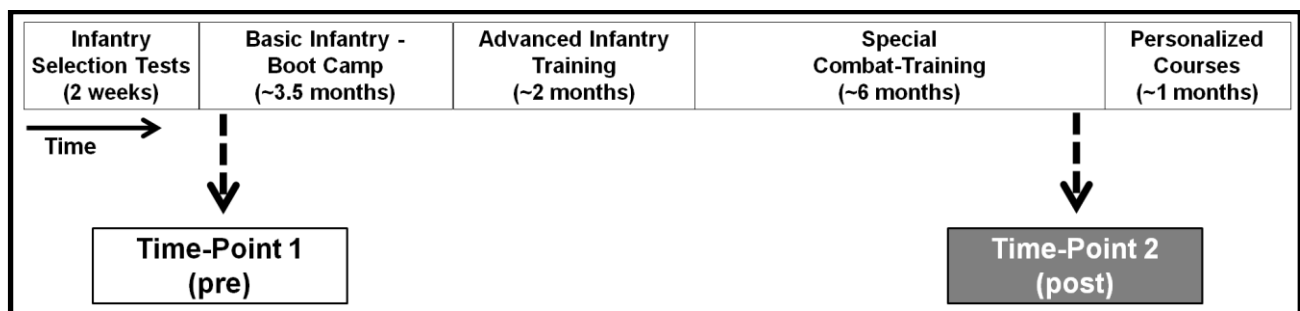 Infantry
Selection Tests
(2 weeks)
Basic Infantry -
Boot Camp
(~3.5 months)
Advanced Infantry
Training
(~2 months)
Special
Combat-Training
(~6 months)
Personalized
Courses
(~1 months)
Time
Time-Point 1
(pre)
Time-Point 2
(post)